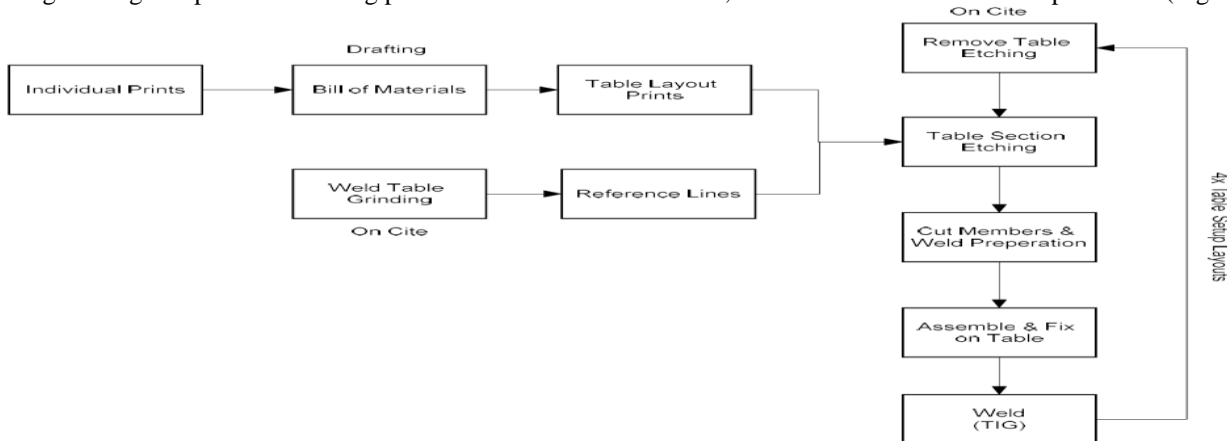 On Cite
Remove Table
Etching
Drafting
Individual Prints
Bill of Materials
Table Layout
Prints
Table Section
Etching
Weld Table
Grinding
Reference Lines
On Cite
Cut Members &
Weld Preperation
Assemble & Fix
on Table
Weld
(TIG)
4x Table Setup Layouts